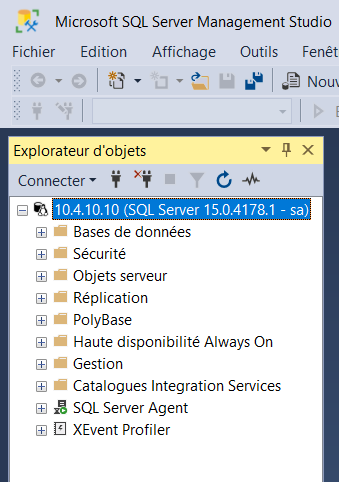 Microsoft SQL Server Management Studio
Fichier Edition Affichage Outils Fenêt
Nouv
Explorateur d'objets
Connecter
10.4.10.10 (SQL Server 15.0.4178.1 - sa)
Bases de données
Sécurité
Objets serveur
Réplication
PolyBase
Haute disponibilité Always On
Gestion
Catalogues Integration Services
SQL Server Agent
XEvent Profiler